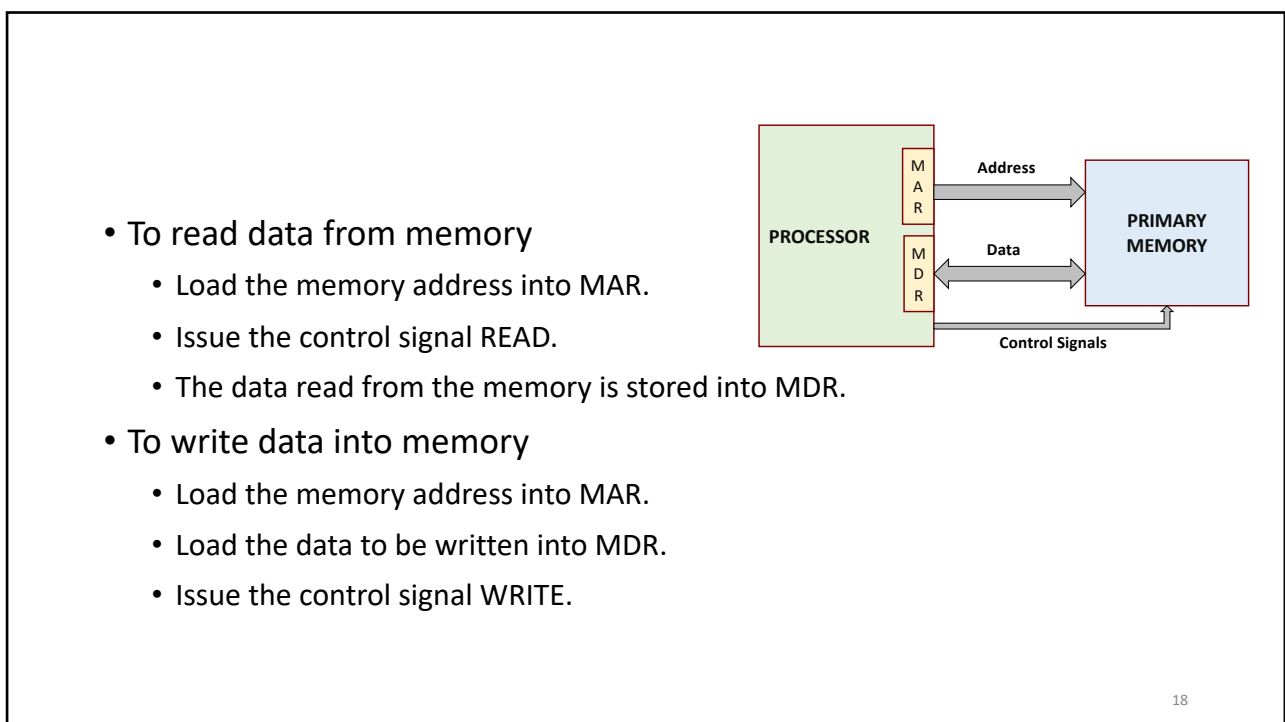 • To read data from memory
• Load the memory address into MAR.
• Issue the control signal READ.
• The data read from the memory is stored into MDR.
• To write data into memory
• Load the memory address into MAR.
• Load the data to be written into MDR.
• Issue the control signal WRITE.
PROCESSOR
M
A
R
M
D
R
Address
Data
Control Signals
PRIMARY
MEMORY
18